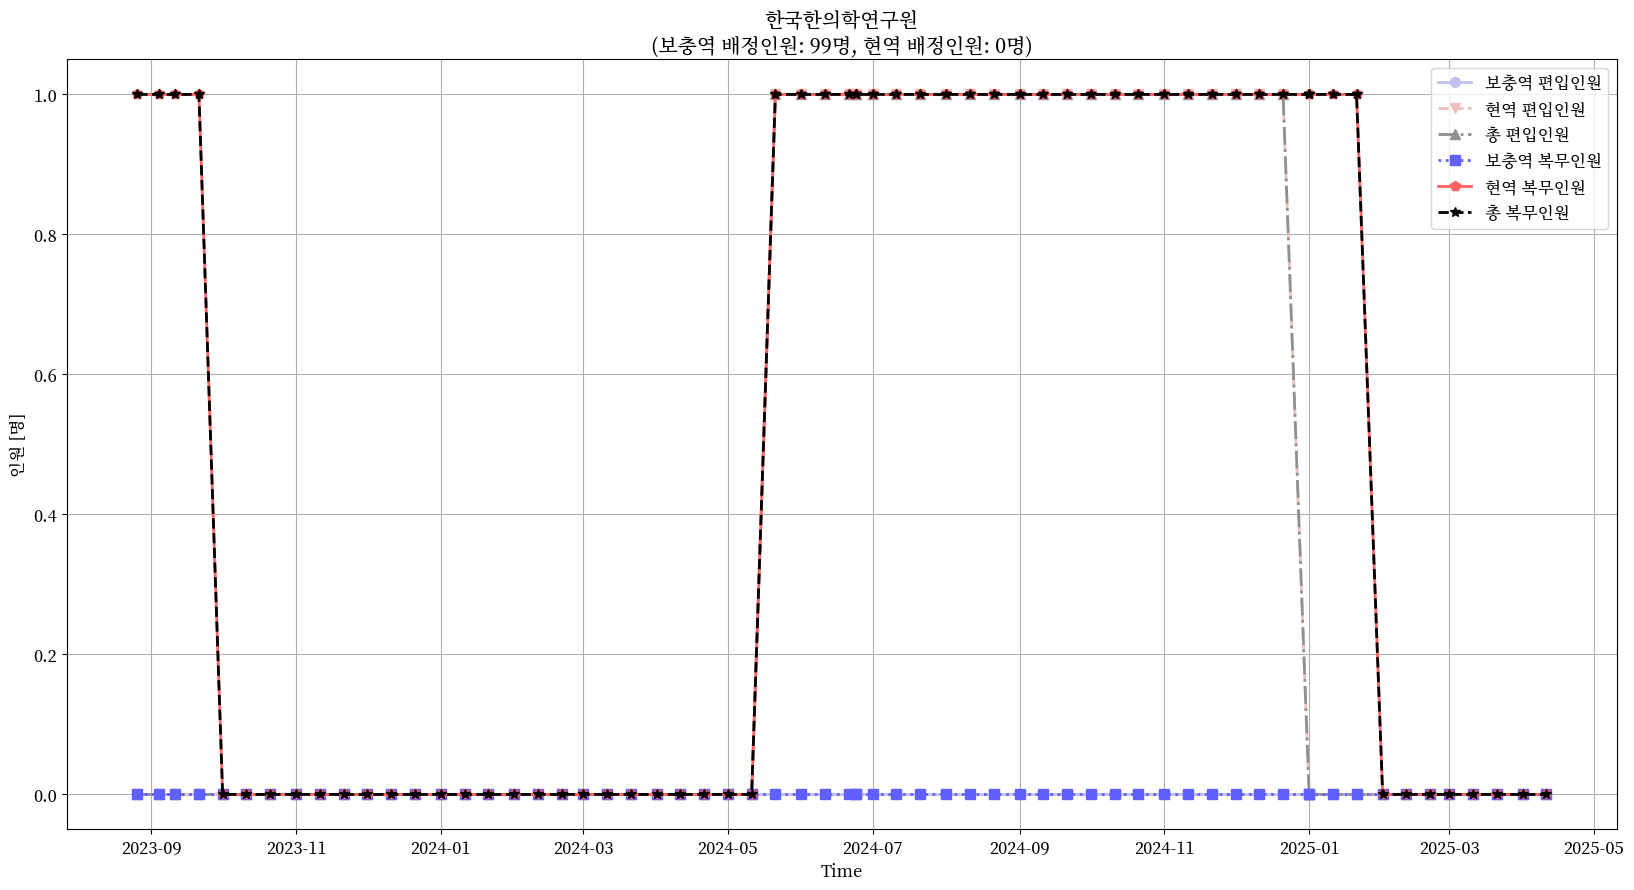 한국한의학연구원
(보충역 배정인원: 99명, 현역 배정인원: 0명)
보충역 편입인원
현역 편입인원
총 편입인원
보충역 복무인원
현역 복무인원
총 복무인원
인원 [명]
1.0
0.8
0.6
0.4
0.2
0.0
2023-09
2023-11
2024-01
2024-03
2024-05
2024-07
2024-09
2024-11
2025-01
2025-03
2025-05
Time